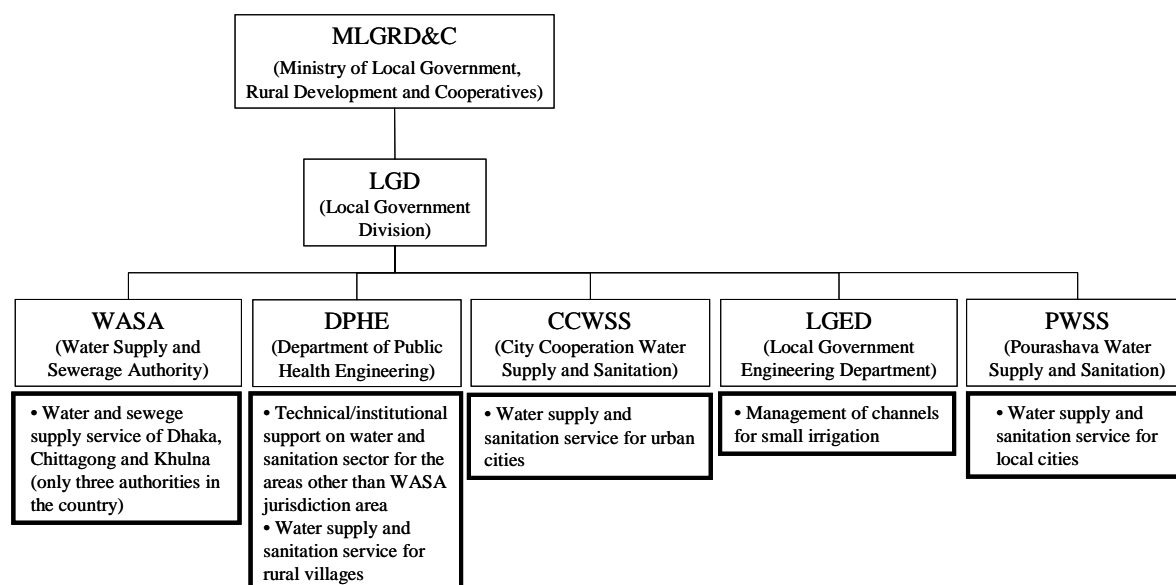 MLGRD&C
(Ministry of Local Government,
Rural Development and Cooperatives)
LGD
(Local Government
Division)
WASA
(Water Supply and
Sewerage Authority)
• Water and sewege
supply service of Dhaka,
Chittagong and Khulna
(only three authorities in
the country)
DPHE
(Department of Public
Health Engineering)
• Technical/institutional
support on water and
sanitation sector for the
areas other than WASA
jurisdiction area
• Water supply and
sanitation service for
rural villages
CCWSS
(City Cooperation Water
Supply and Sanitation)
• Water supply and
sanitation service for urban
cities
LGED
(Local Government
Engineering Department)
• Management of channels
for small irrigation
PWSS
(Pourashava Water
Supply and Sanitation)
• Water supply and
sanitation service for
local cities